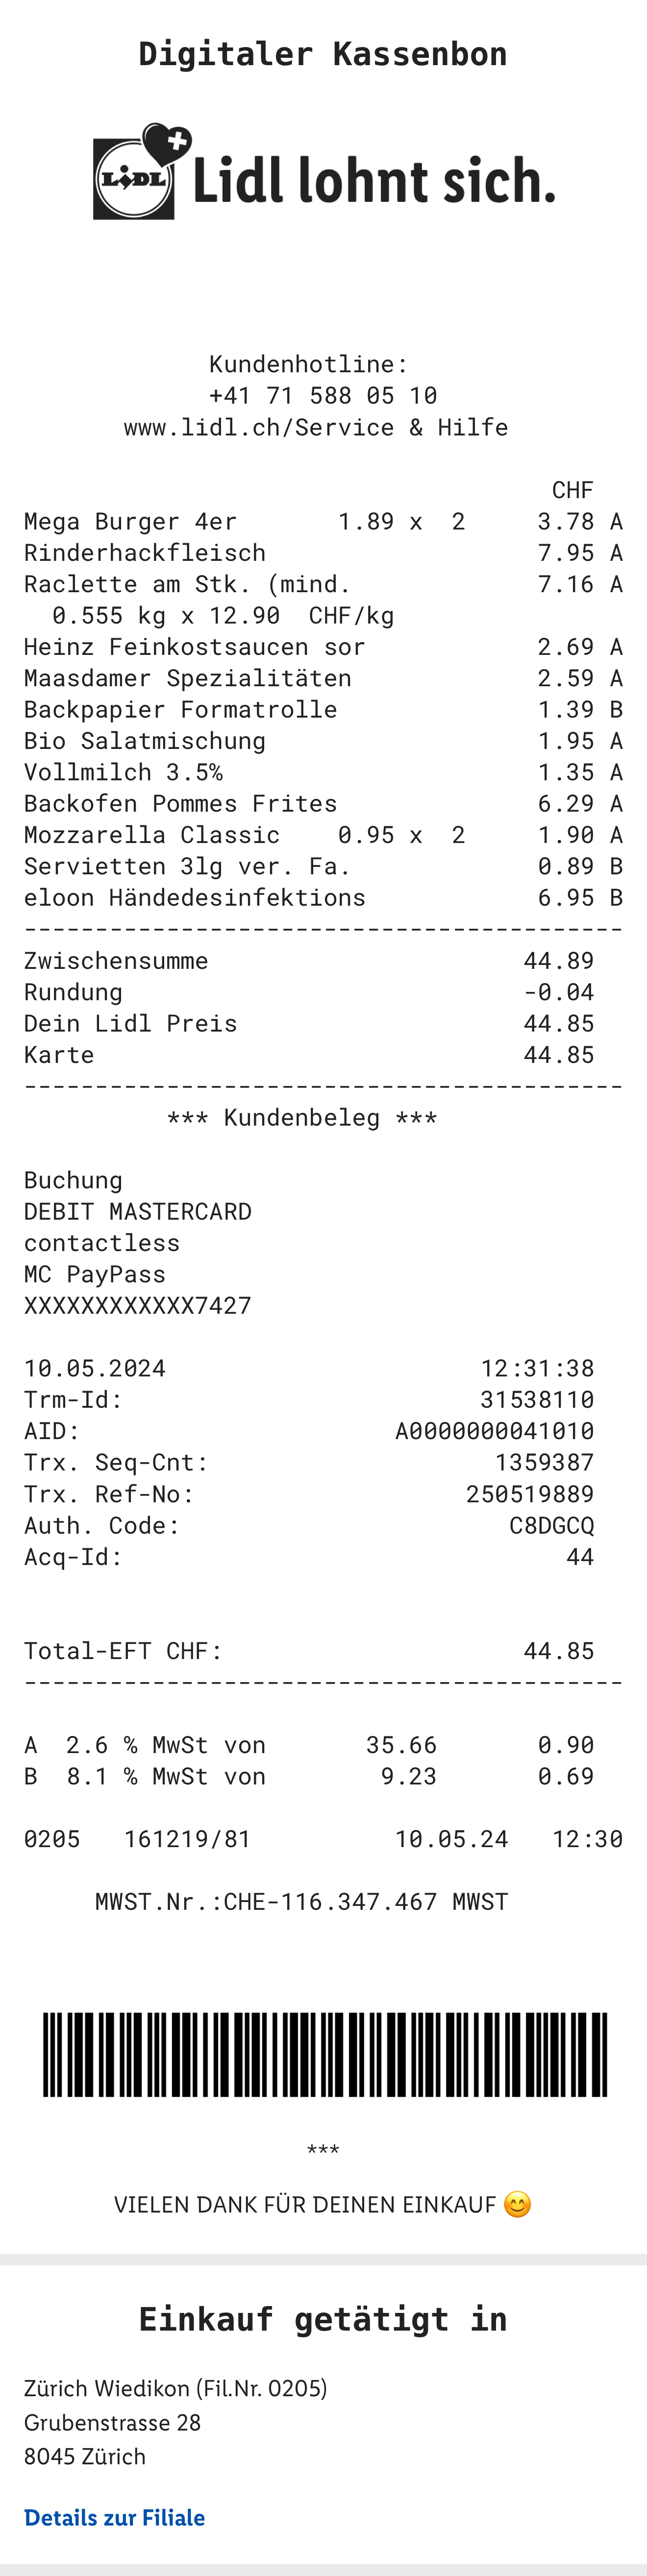 Digitaler Kassenbon
LIDL Lidl lohnt sich.
Kundenhotline:
+41 71 588 05 10
www.lidl.ch/Service & Hilfe
CHF
Mega Burger 4er 1.89 x 2 3.78 A
Rinderhackfleisch 7.95 A
Raclette am Stk. (mind. 7.16 A
0.555 kg x 12.90 CHF/kg
Heinz Feinkostsaucen sor 2.69 A
Maasdamer Spezialitäten 2.59 A
Backpapier Formatrolle 1.39 B
Bio Salatmischung 1.95 A
Vollmilch 3.5% 1.35 A
Backofen Pommes Frites 6.29 A
Mozzarella Classic 0.95 x 2 1.90 A
Servietten 3lg ver. Fa. 0.89 B
eloon Händedesinfektions 6.95 B
------------------------------------------
Zwischensumme 44.89
Rundung -0.04
Dein Lidl Preis 44.85
Karte 44.85
------------------------------------------
*** Kundenbeleg ***
Buchung
DEBIT MASTERCARD
contactless
MC PayPass
XXXXXXXXXXXX7427
10.05.2024 12:31:38
Trm-Id: 31538110
AID: A0000000041010
Trx. Seq-Cnt: 1359387
Trx. Ref-No: 250519889
Auth. Code: C8DGCQ
Acq-Id: 44
Total-EFT CHF: 44.85
------------------------------------------
A 2.6 % MwSt von 35.66 0.90
B 8.1 % MwSt von 9.23 0.69
0205 161219/81 10.05.24 12:30
MWST.Nr.:CHE-116.347.467 MWST
***
VIELEN DANK FÜR DEINEN EINKAUF 😊
Einkauf getätigt in
Zürich Wiedikon (Fil.Nr. 0205)
Grubenstrasse 28
8045 Zürich
Details zur Filiale